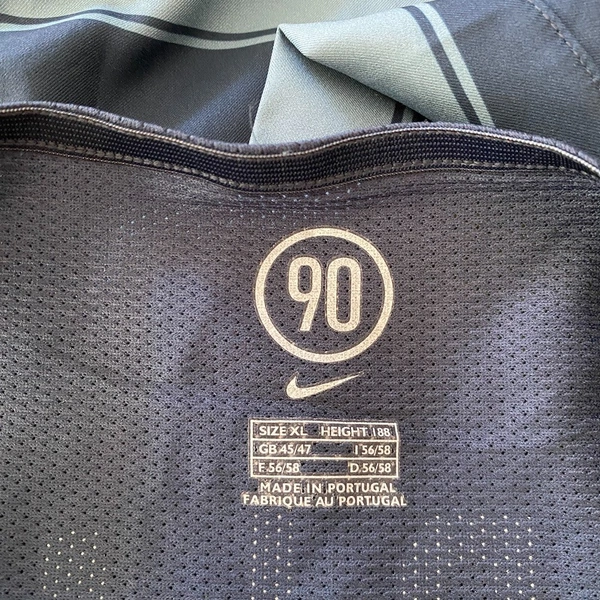 90
SIZE XL HEIGHT 188
GB 45/47 I 56/58
E 56/58 D 56/58
MADE IN PORTUGAL
FABRIQUE AU PORTUGAL